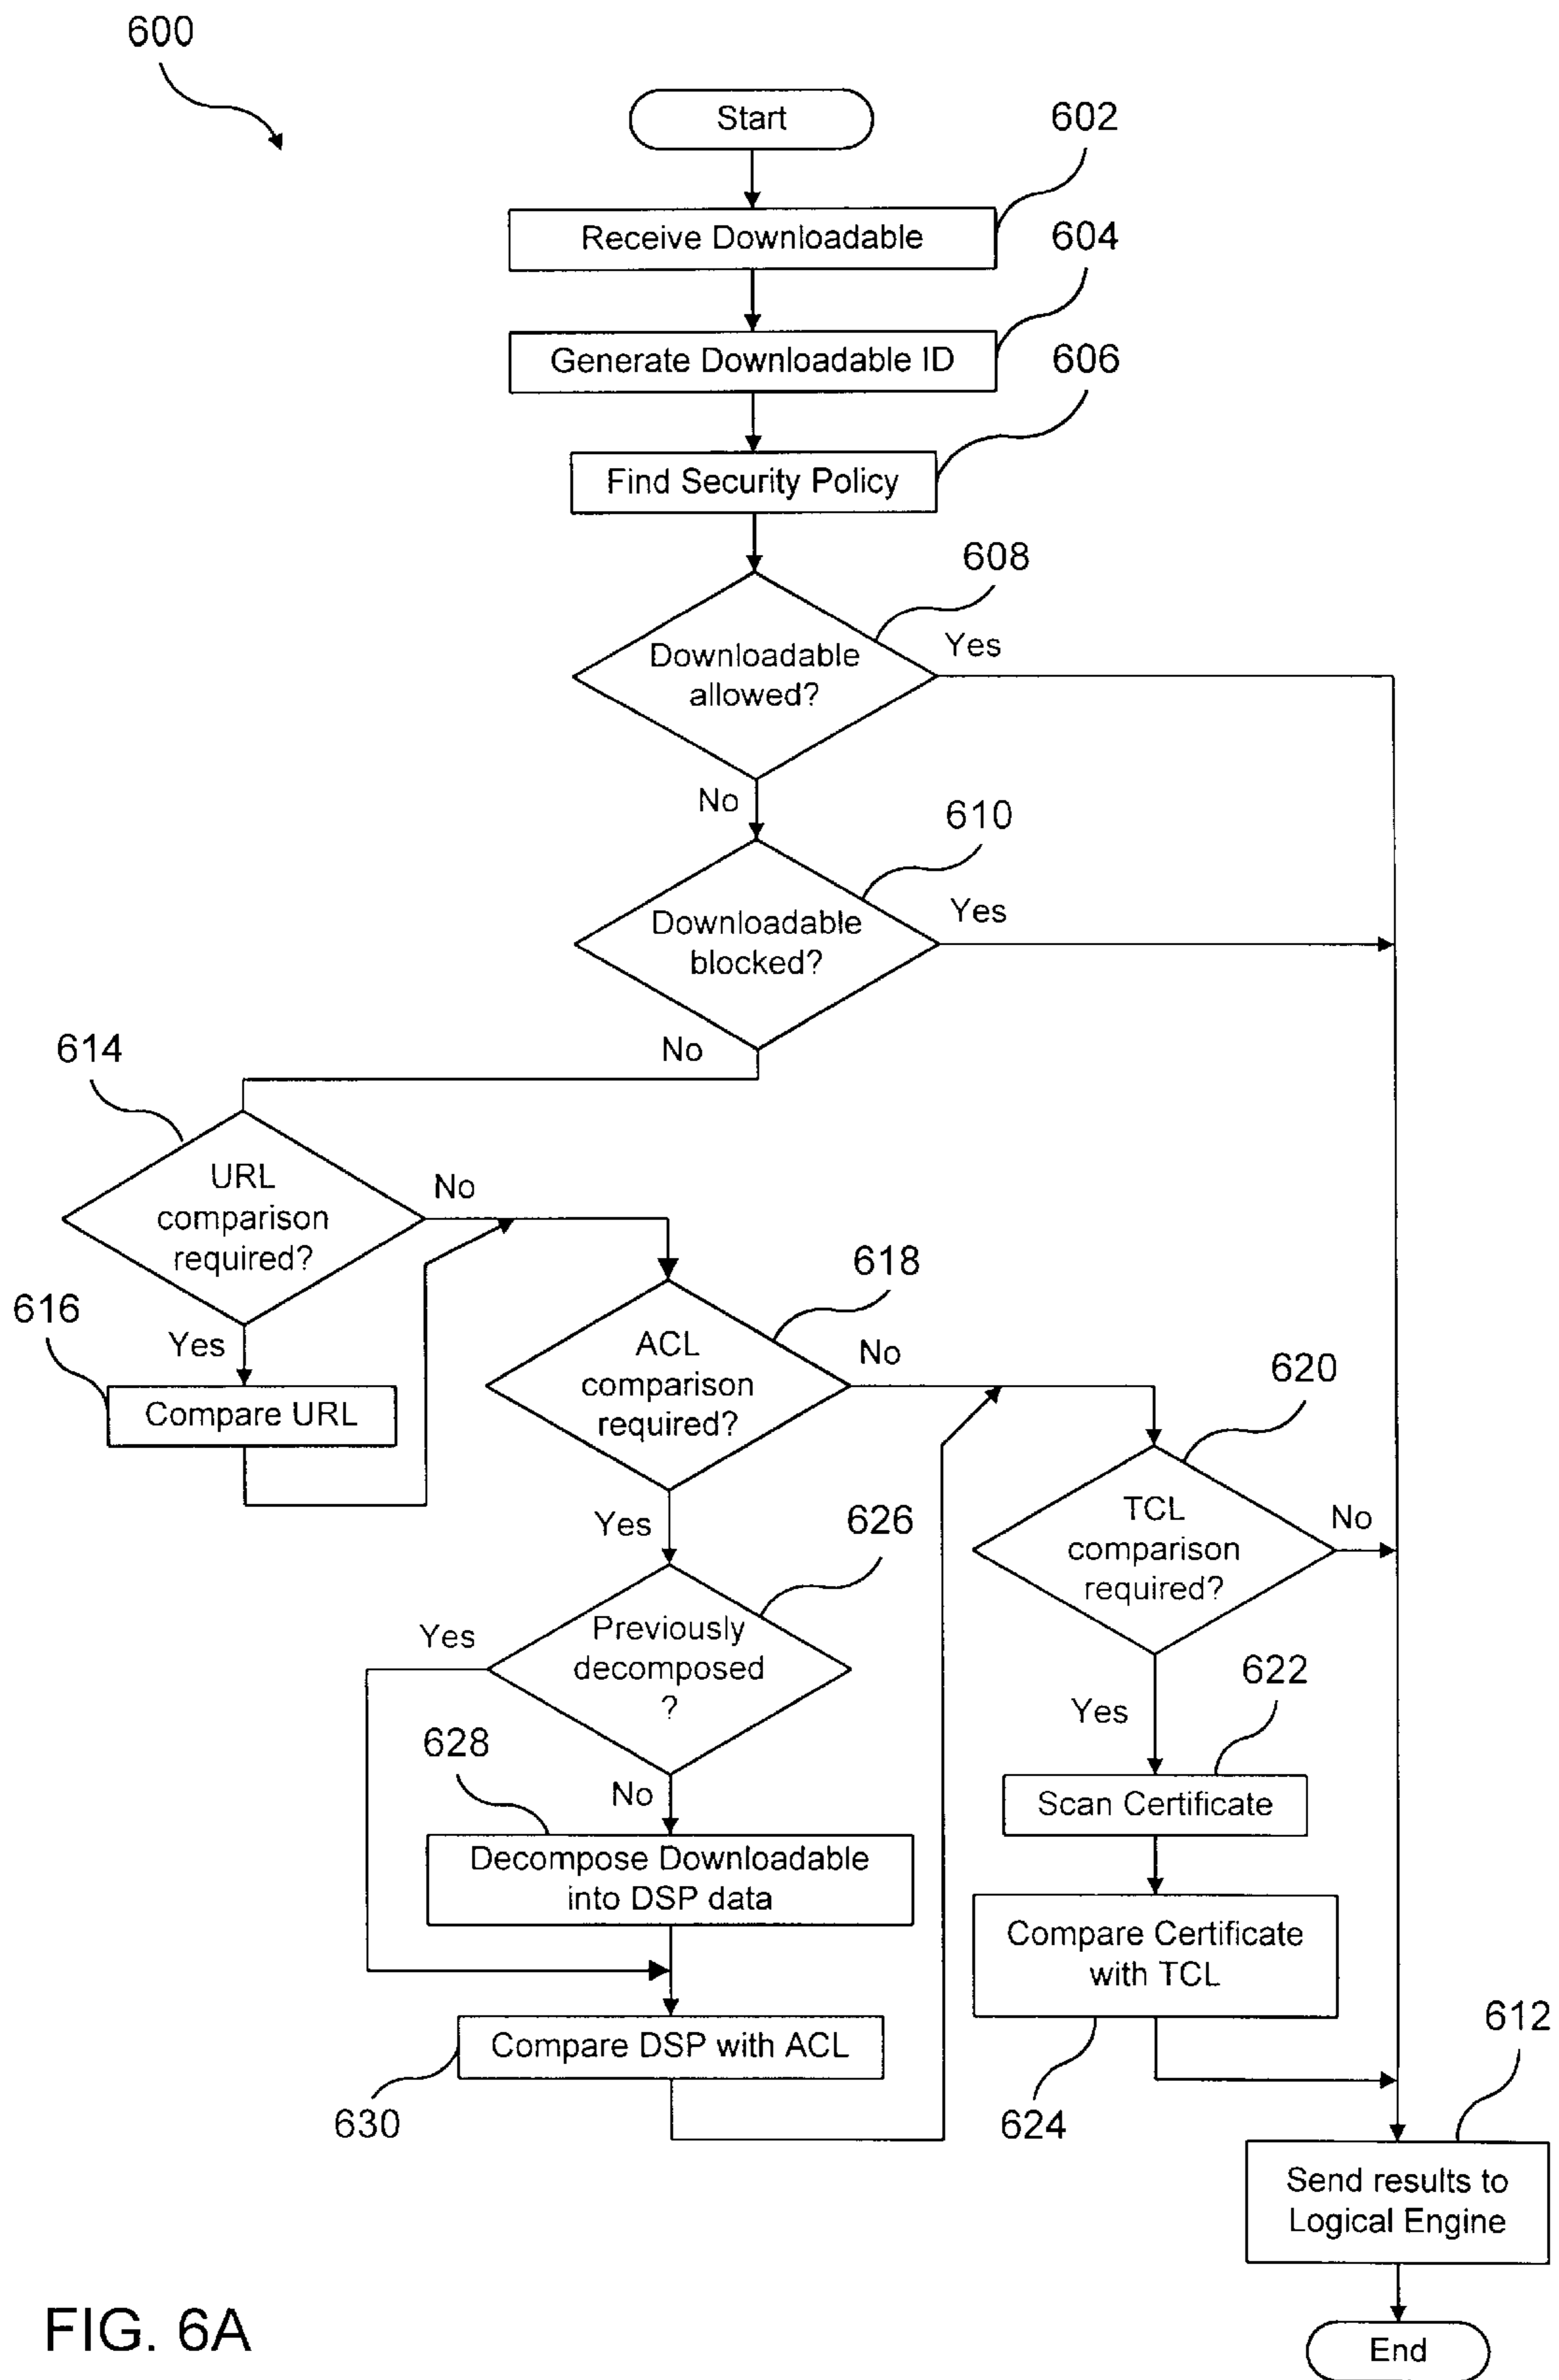 600
Start
602
Receive Downloadable
604
Generate Downloadable ID
606
Find Security Policy
608
Downloadable
allowed?
Yes
No
610
Downloadable
blocked?
Yes
No
614
URL
comparison
required?
No
Yes
616
Compare URL
618
ACL
comparison
required?
No
Yes
620
TCL
comparison
required?
No
Yes
626
Previously
decomposed
?
Yes
No
622
Scan Certificate
628
Decompose Downloadable
into DSP data
Compare Certificate
with TCL
624
Compare DSP with ACL
630
612
Send results to
Logical Engine
End
FIG. 6A